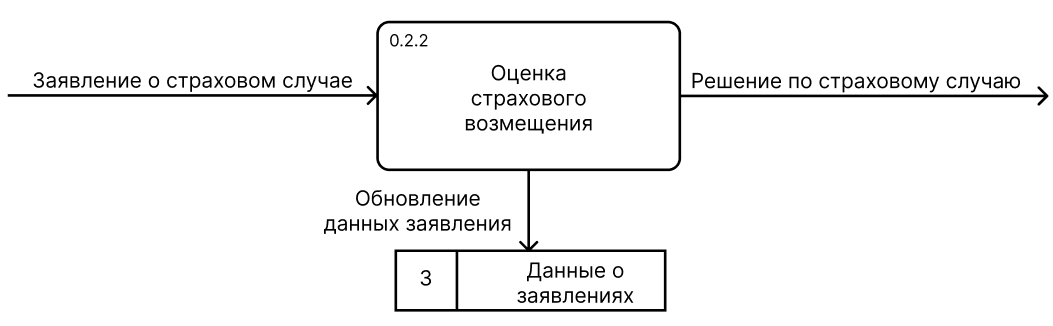 0.2.2
Заявление о страховом случае
Оценка
страхового
возмещения
Решение по страховому случаю
Обновление
данных заявления
3
Данные о
заявлениях